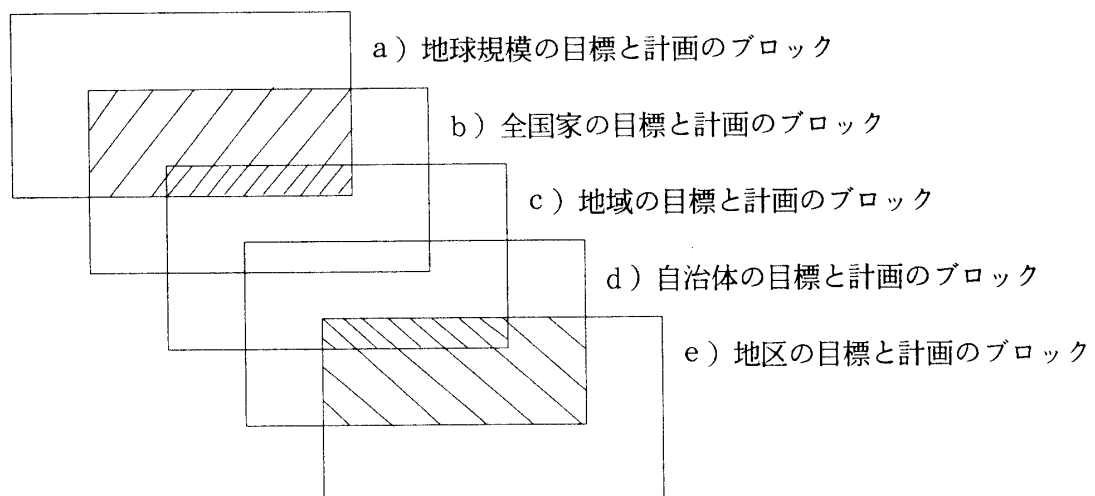 a)地球規模の目標と計画のブロック
b)全国家の目標と計画のブロック
c)地域の目標と計画のブロック
d)自治体の目標と計画のブロック
e)地区の目標と計画のブロック